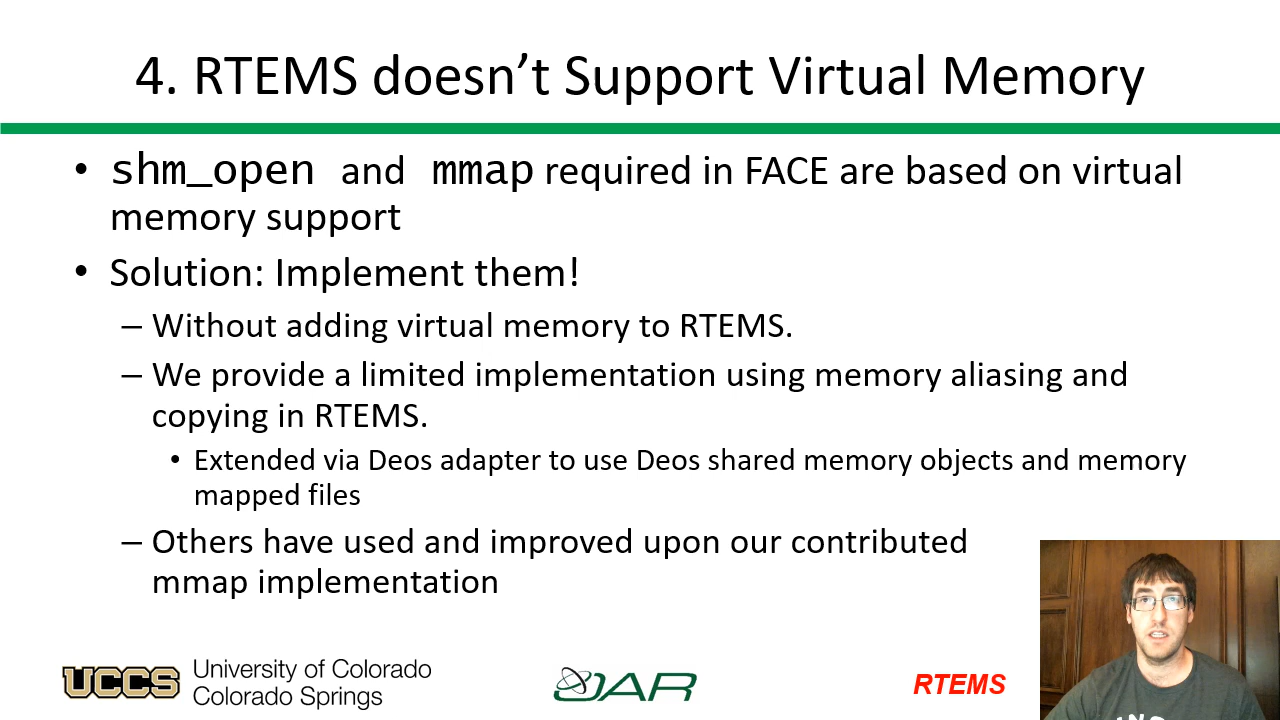 4. RTEMS doesn’t Support Virtual Memory
• shm_open and mmap required in FACE are based on virtual
memory support
• Solution: Implement them!
– Without adding virtual memory to RTEMS.
– We provide a limited implementation using memory aliasing and
copying in RTEMS.
• Extended via Deos adapter to use Deos shared memory objects and memory
mapped files
– Others have used and improved upon our contributed
mmap implementation
UCCS
University of Colorado
Colorado Springs
OAR
RTEMS